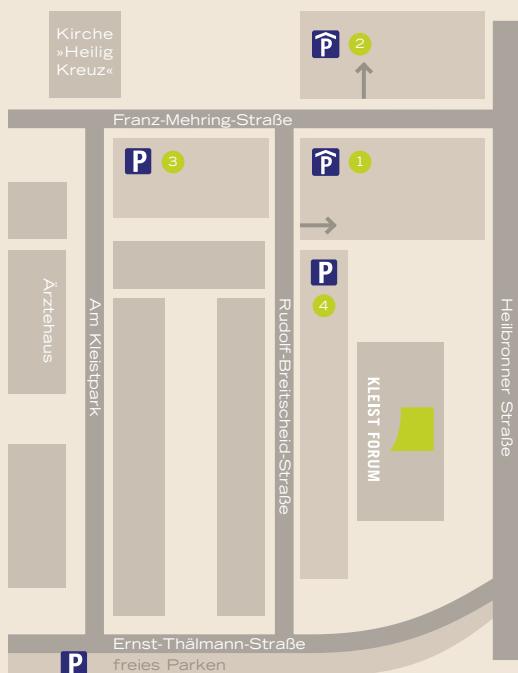 Kirche
»Heilig
Kreuz«
P 2
Franz-Mehring-Straße
P 3
P 1
P
4
Ärztehaus
Am Kleistpark
Rudolf-Breitscheid-Straße
KLEIST FORUM
Heilbronner Straße
Ernst-Thälmann-Straße
P freies Parken